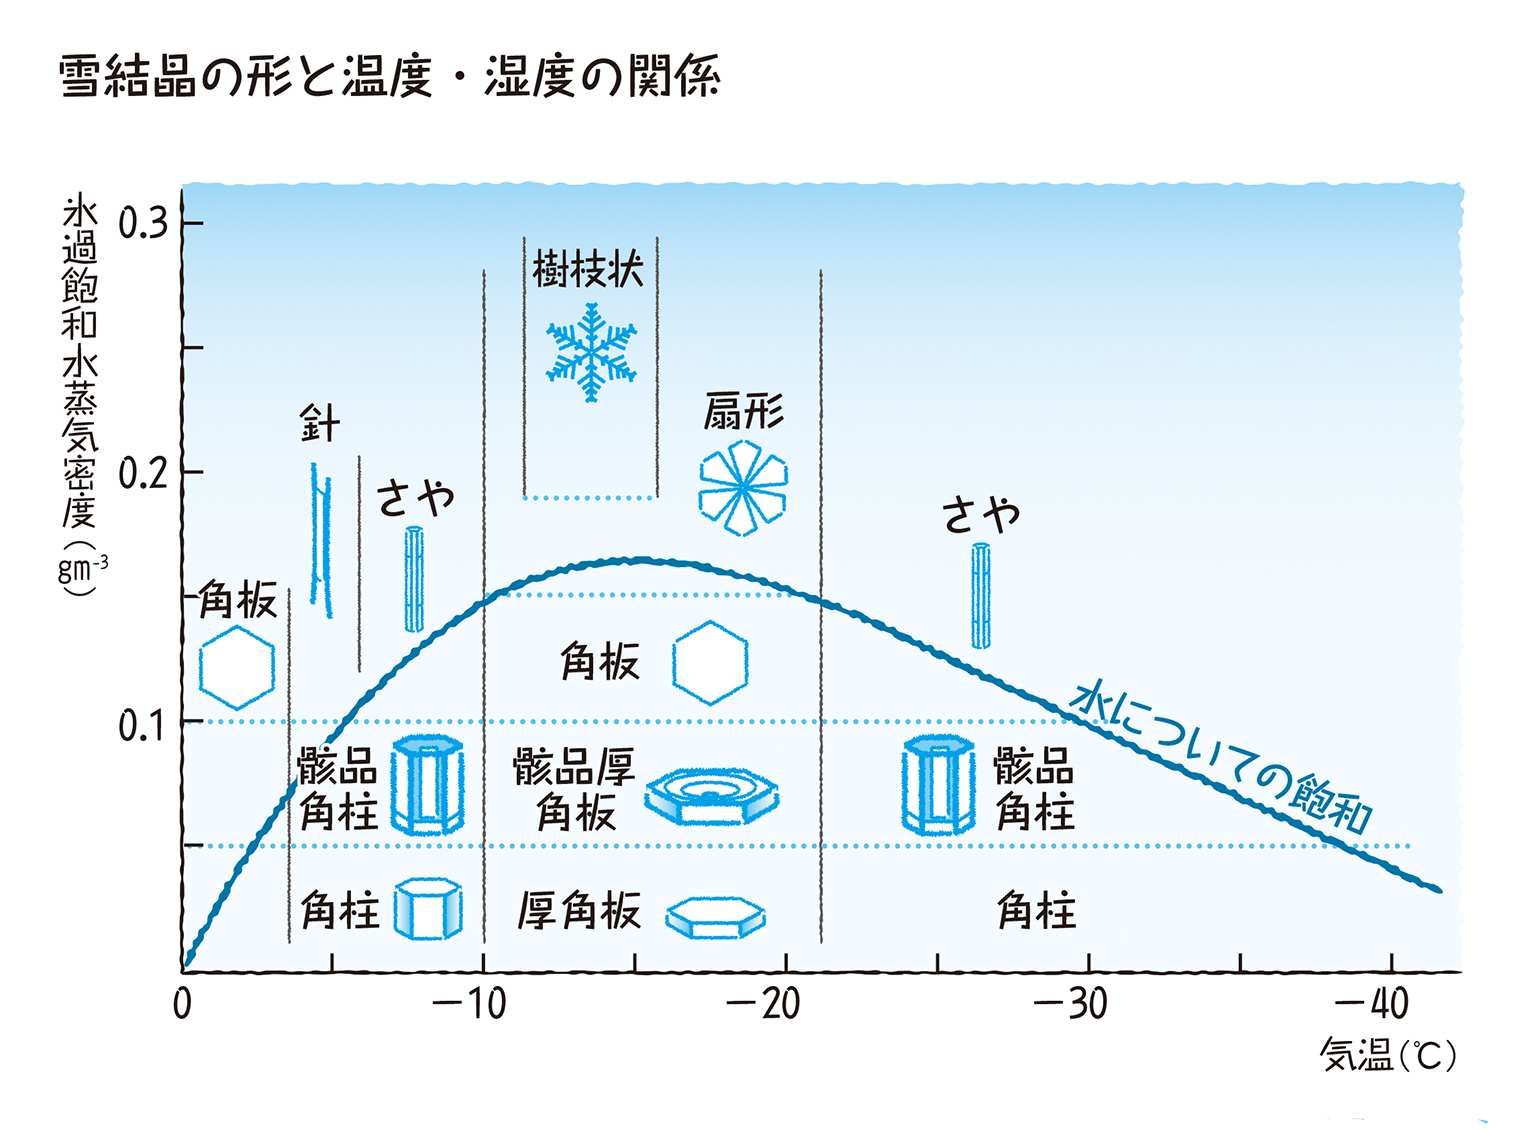 雪結晶の形と温度・湿度の関係
氷過飽和水蒸気密度(gm-3)
0.3
0.2
0.1
樹枝状
扇形
針
さや
さや
角板
角板
骸晶
角柱
骸晶厚
角板
骸晶
角柱
水についての飽和
角柱
厚角板
角柱
0
−10
−20
−30
−40
気温(℃)